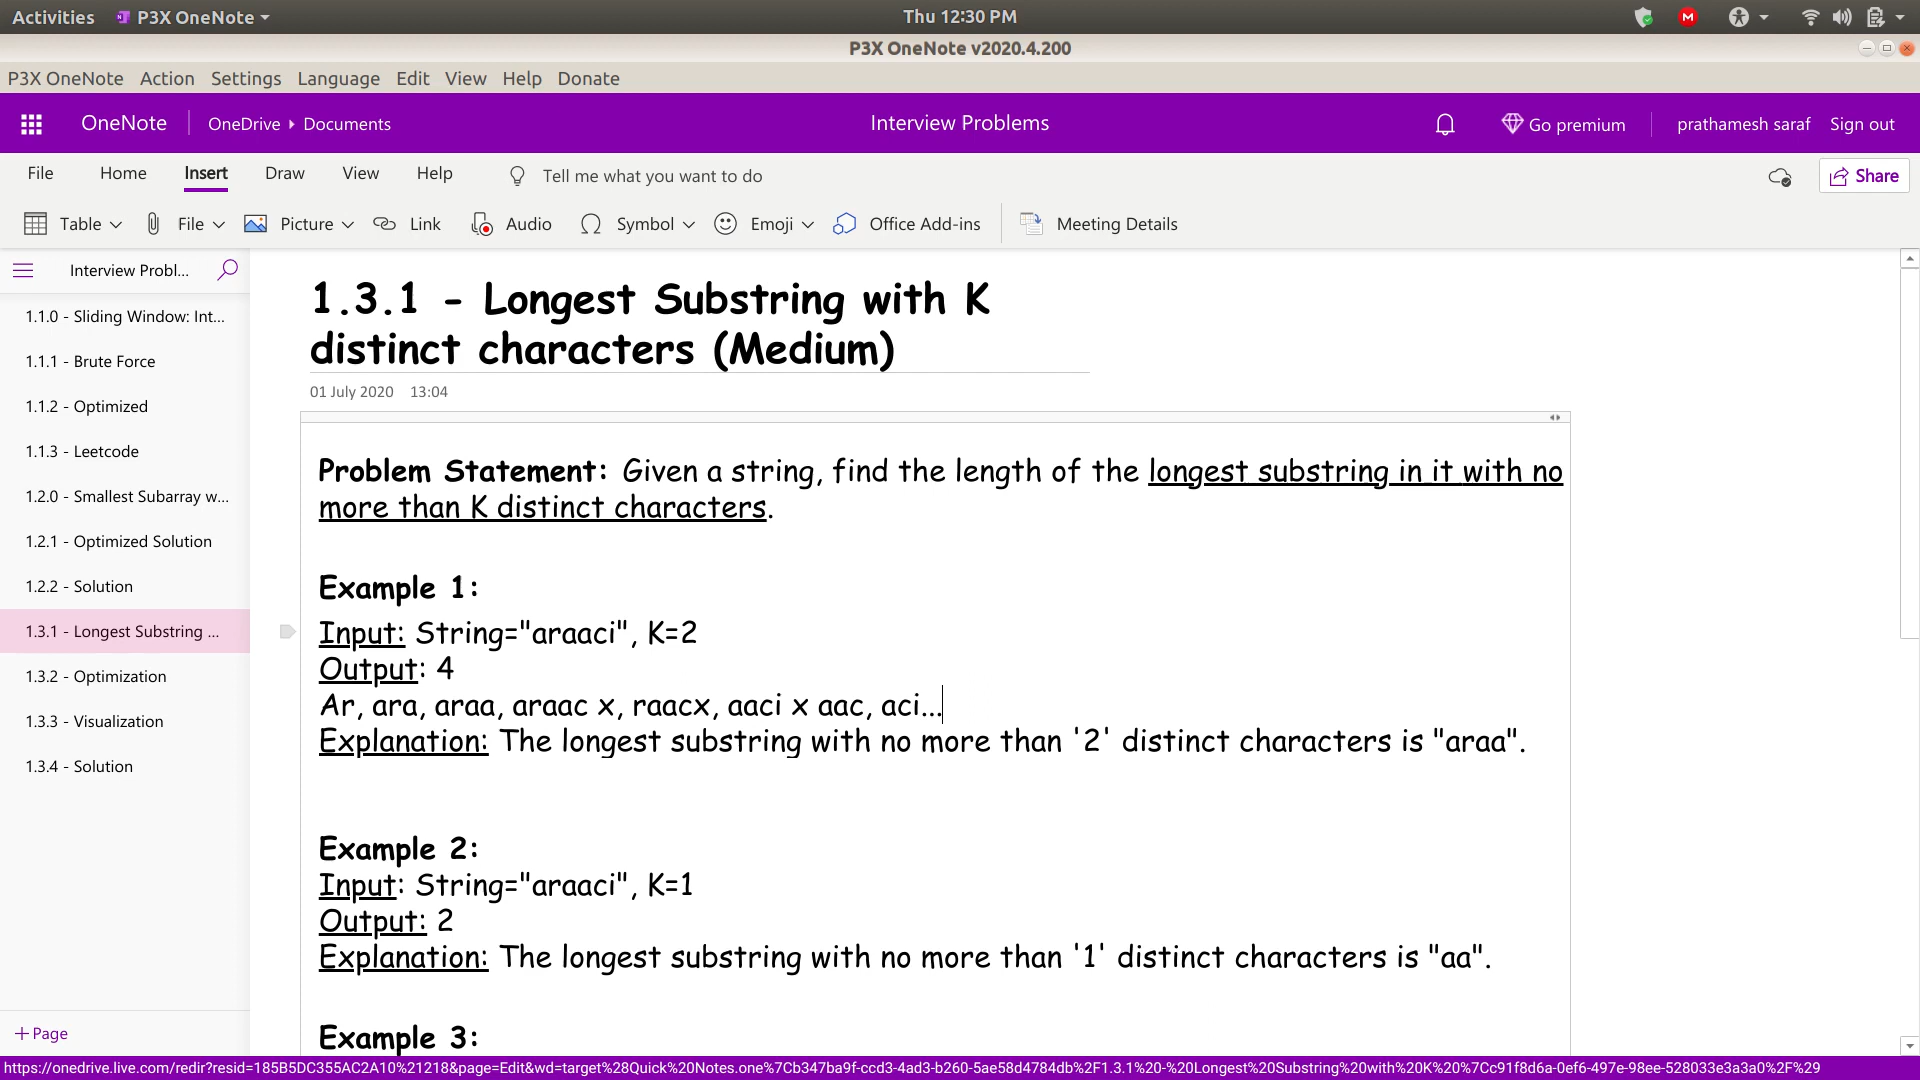 Activities P3X OneNote Thu 12:30 PM
P3X OneNote v2020.4.200
P3X OneNote Action Settings Language Edit View Help Donate
OneNote OneDrive Documents Interview Problems Go premium prathamesh saraf Sign out
File Home Insert Draw View Help Tell me what you want to do Share
Table File Picture Link Audio Symbol Emoji Office Add-ins Meeting Details
Interview Probl...
1.1.0 - Sliding Window: Int...
1.1.1 - Brute Force
1.1.2 - Optimized
1.1.3 - Leetcode
1.2.0 - Smallest Subarray w...
1.2.1 - Optimized Solution
1.2.2 - Solution
1.3.1 - Longest Substring ...
1.3.2 - Optimization
1.3.3 - Visualization
1.3.4 - Solution
+ Page
1.3.1 - Longest Substring with K
distinct characters (Medium)
01 July 2020 13:04
Problem Statement: Given a string, find the length of the longest substring in it with no
more than K distinct characters.
Example 1:
Input: String="araaci", K=2
Output: 4
Ar, ara, araa, araac x, raacx, aaci x aac, aci...
Explanation: The longest substring with no more than '2' distinct characters is "araa".
Example 2:
Input: String="araaci", K=1
Output: 2
Explanation: The longest substring with no more than '1' distinct characters is "aa".
Example 3:
https://onedrive.live.com/redir?resid=185B5DC355AC2A10%21218&page=Edit&wd=target%28Quick%20Notes.one%7Cb347ba9f-ccd3-4ad3-b260-5ae58d4784db%2F1.3.1%20-%20Longest%20Substring%20with%20K%20%7Cc91f8d6a-0ef6-497e-98ee-528033e3a3a0%2F%29